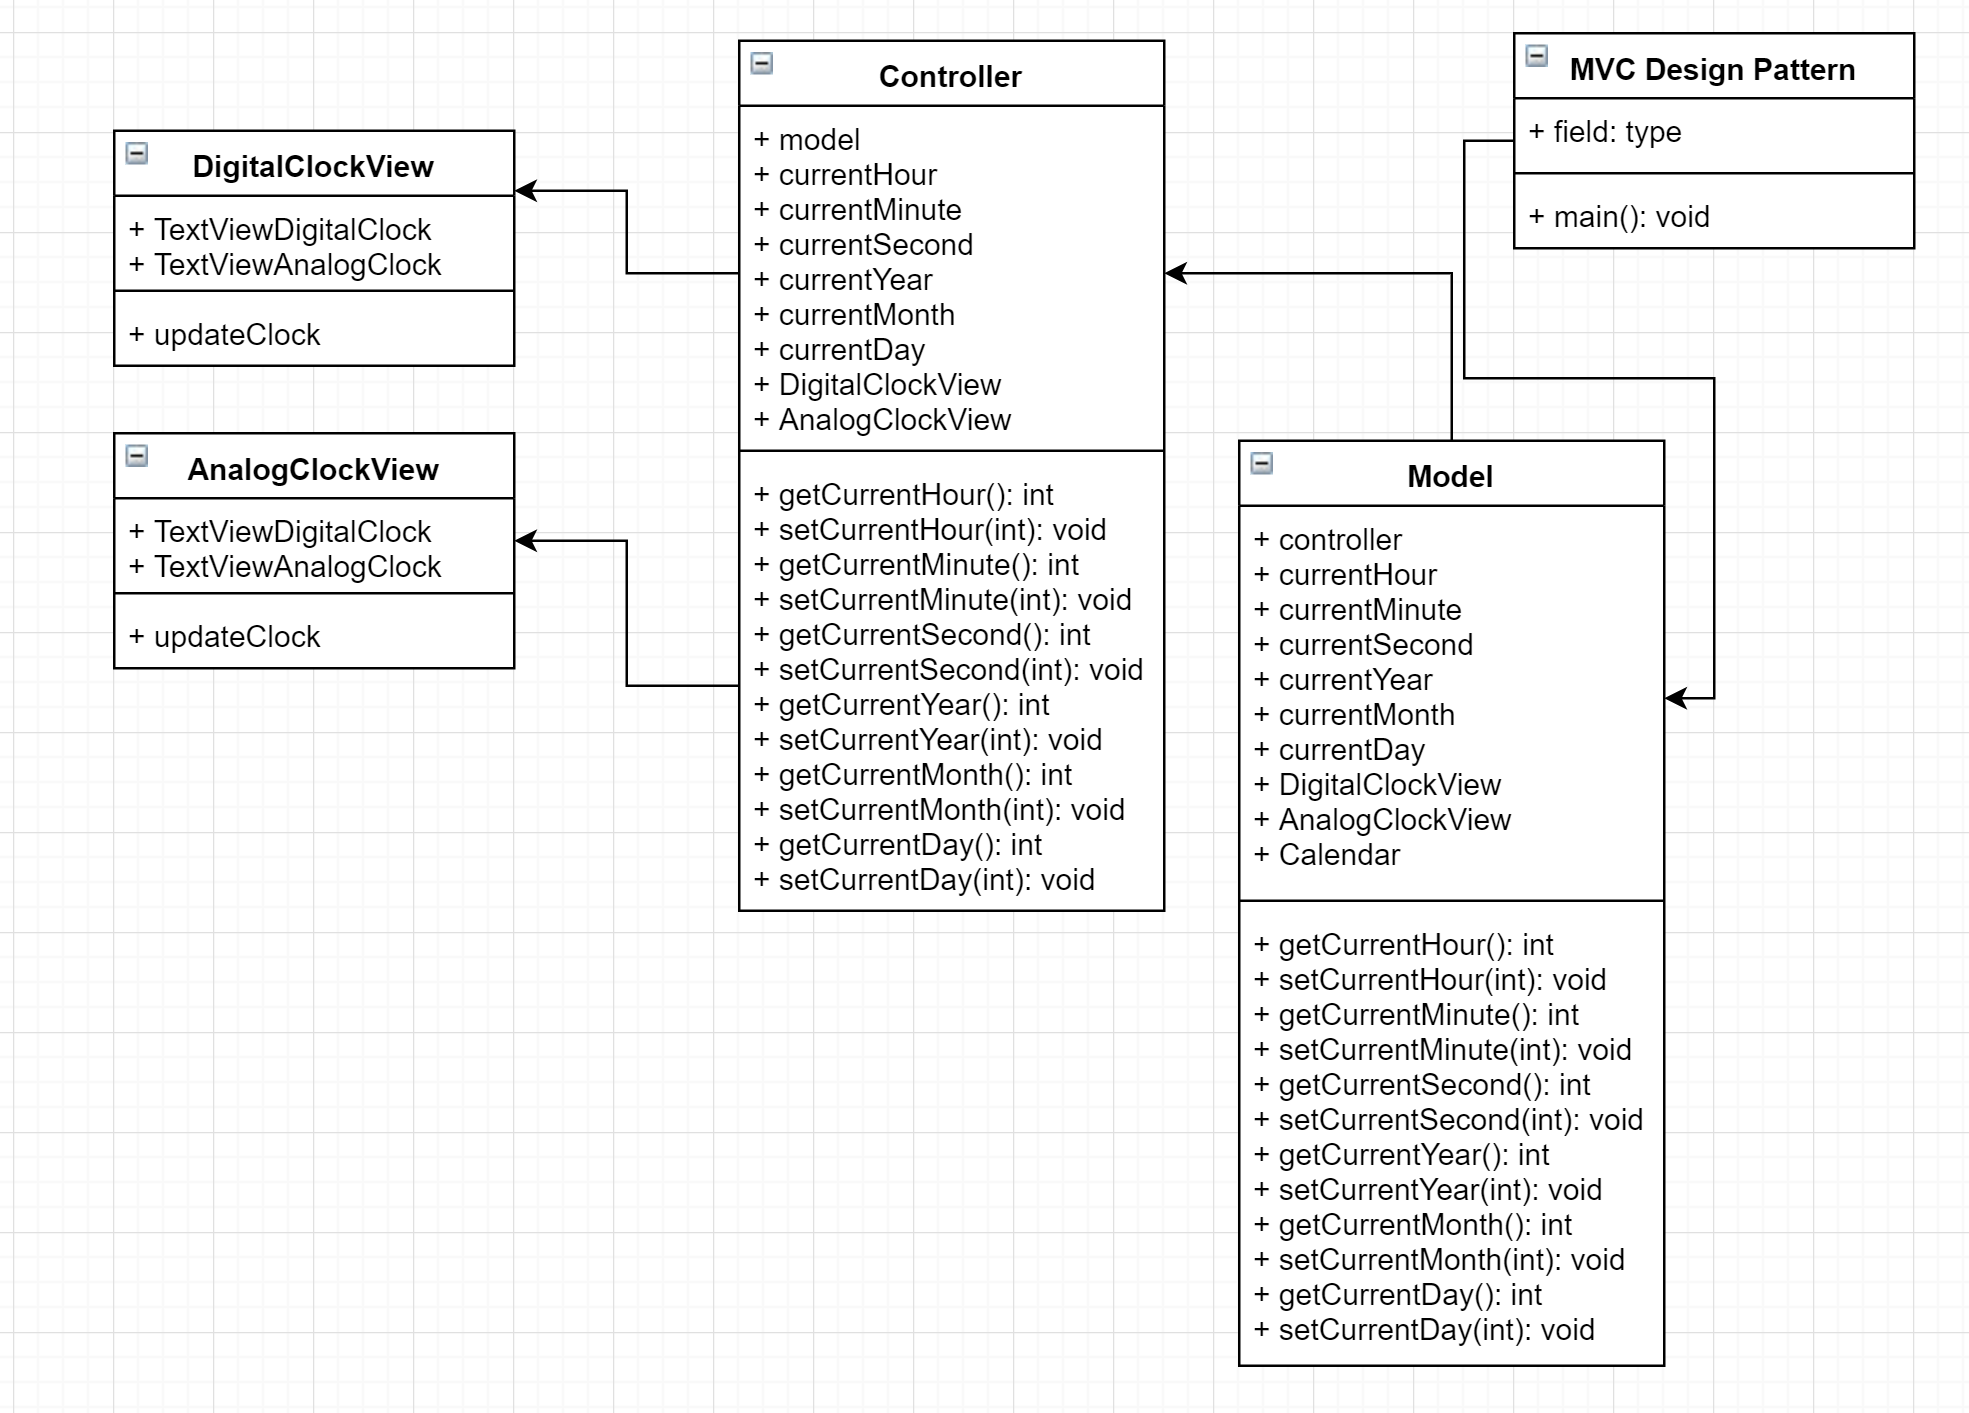 DigitalClockView
+ TextViewDigitalClock
+ TextViewAnalogClock
+ updateClock
AnalogClockView
+ TextViewDigitalClock
+ TextViewAnalogClock
+ updateClock
Controller
+ model
+ currentHour
+ currentMinute
+ currentSecond
+ currentYear
+ currentMonth
+ currentDay
+ DigitalClockView
+ AnalogClockView
+ getCurrentHour(): int
+ setCurrentHour(int): void
+ getCurrentMinute(): int
+ setCurrentMinute(int): void
+ getCurrentSecond(): int
+ setCurrentSecond(int): void
+ getCurrentYear(): int
+ setCurrentYear(int): void
+ getCurrentMonth(): int
+ setCurrentMonth(int): void
+ getCurrentDay(): int
+ setCurrentDay(int): void
MVC Design Pattern
+ field: type
+ main(): void
Model
+ controller
+ currentHour
+ currentMinute
+ currentSecond
+ currentYear
+ currentMonth
+ currentDay
+ DigitalClockView
+ AnalogClockView
+ Calendar
+ getCurrentHour(): int
+ setCurrentHour(int): void
+ getCurrentMinute(): int
+ setCurrentMinute(int): void
+ getCurrentSecond(): int
+ setCurrentSecond(int): void
+ getCurrentYear(): int
+ setCurrentYear(int): void
+ getCurrentMonth(): int
+ setCurrentMonth(int): void
+ getCurrentDay(): int
+ setCurrentDay(int): void